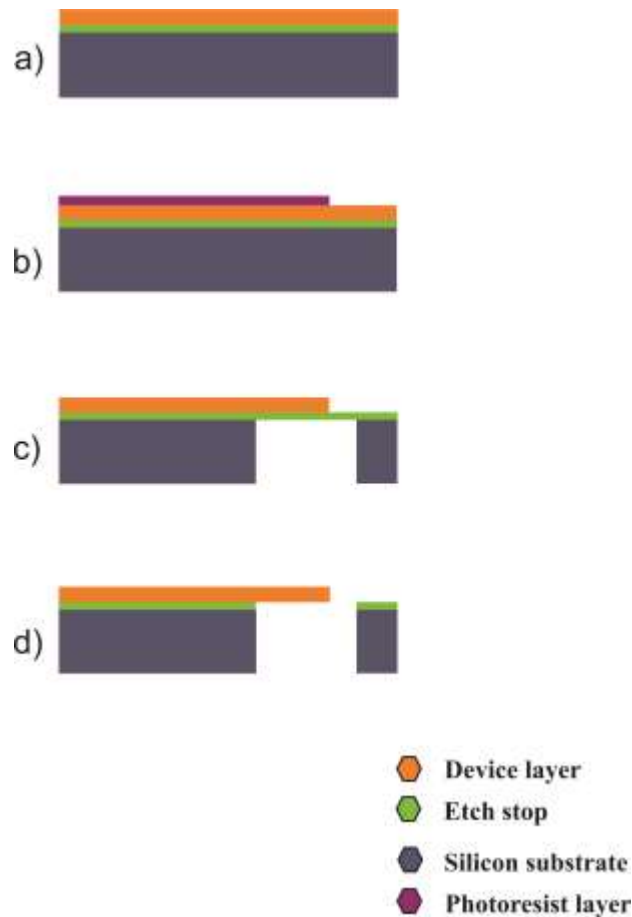 a)
b)
c)
d)
Device layer
Etch stop
Silicon substrate
Photoresist layer